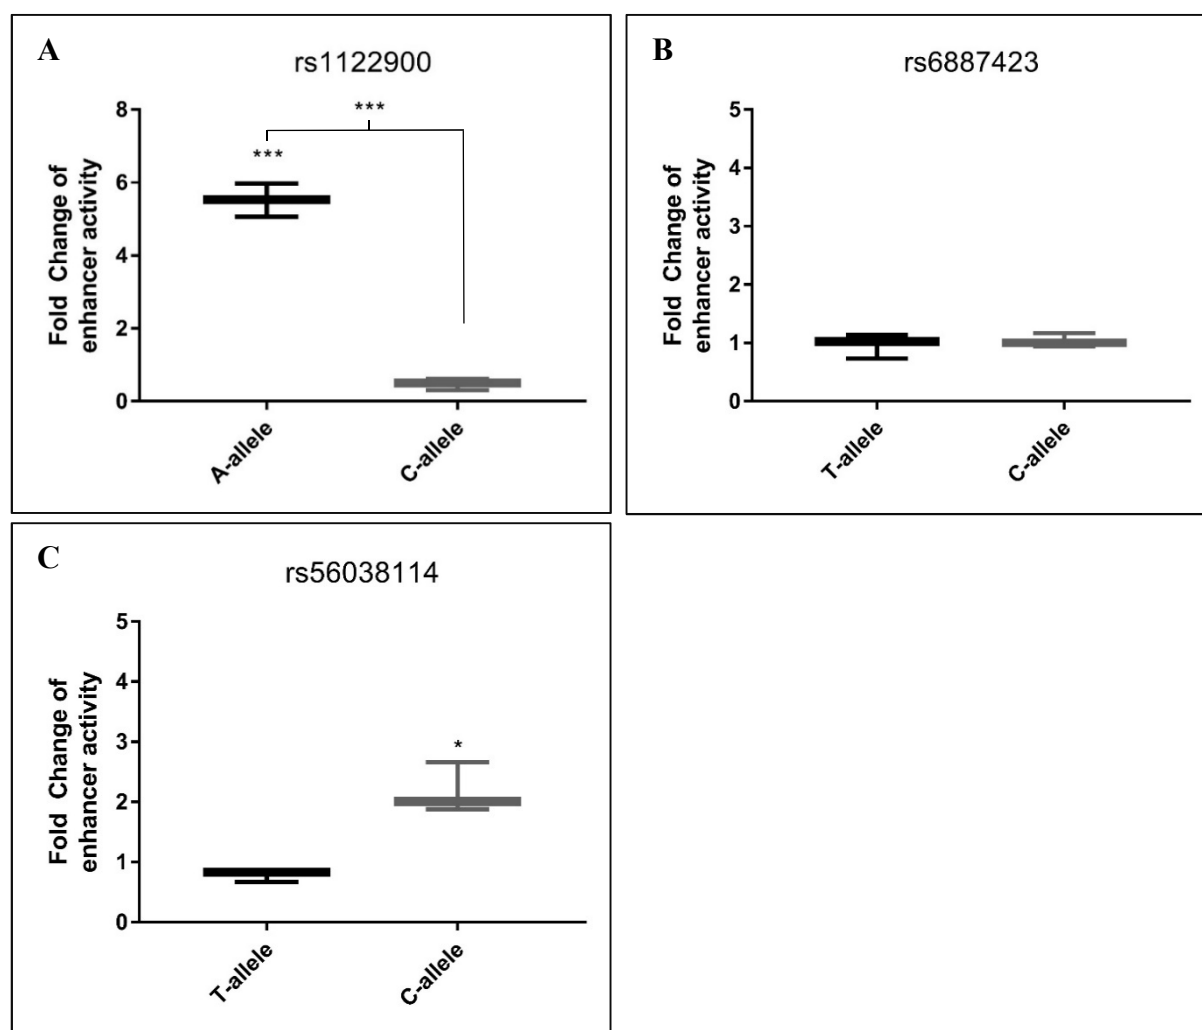 A
rs1122900
***
***
Fold Change of
enhancer activity
8
6
4
2
0
A-allele
C-allele
B
rs6887423
Fold Change of
enhancer activity
5
4
3
2
1
0
T-allele
C-allele
C
rs56038114
*
Fold Change of
enhancer activity
5
4
3
2
1
0
T-allele
C-allele